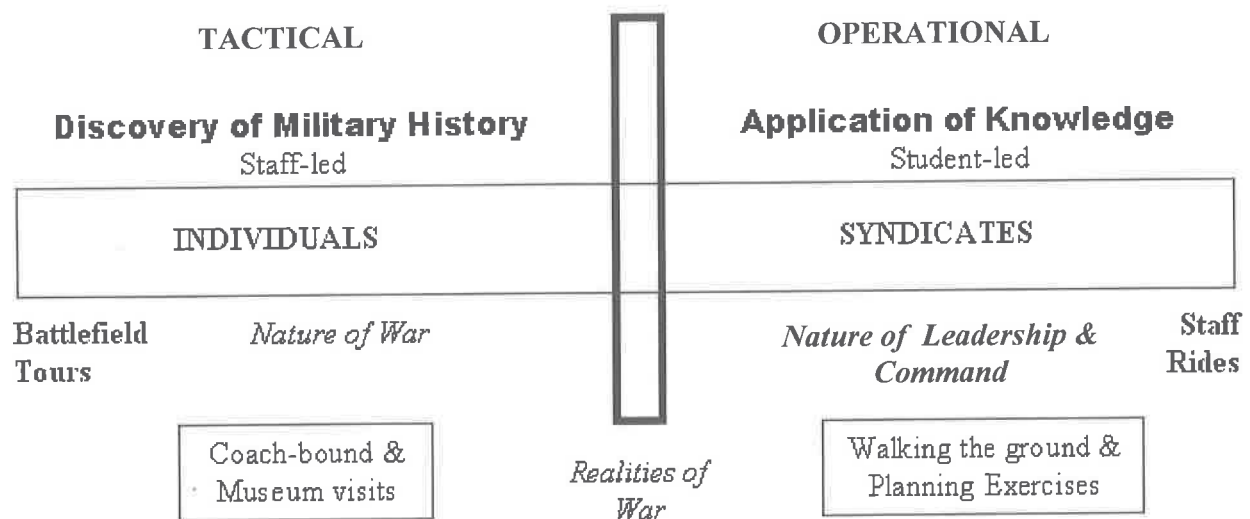 TACTICAL
OPERATIONAL
Discovery of Military History
Application of Knowledge
Staff-led
Student-led
INDIVIDUALS
SYNDICATES
Battlefield
Tours
Nature of War
Nature of Leadership &
Command
Staff
Rides
Coach-bound &
Museum visits
Realities of
War
Walking the ground &
Planning Exercises